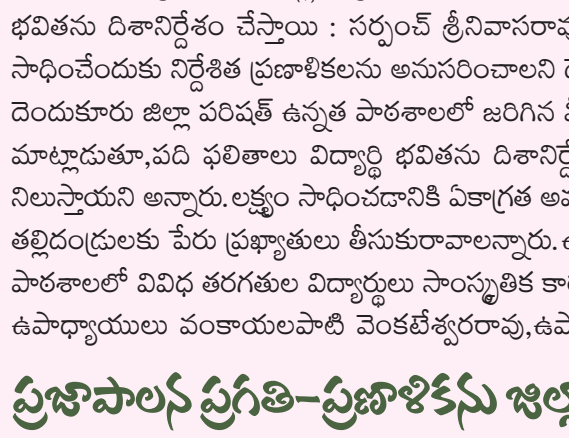 భవితను దిశానిర్దేశం చేస్తాయి : సర్పంచ్ శ్రీనివాసరావు
సాధించేందుకు నిర్దేశిత ప్రణాళికలను అనుసరించాలని
దెందుకూరు జిల్లా పరిషత్ ఉన్నత పాఠశాలలో జరిగిన
మాట్లాడుతూ,పది ఫలితాలు విద్యార్థి భవితను దిశానిర్దే
నిలుస్తాయని అన్నారు.లక్ష్యం సాధించడానికి ఏకాగ్రత అవ
తల్లిదండ్రులకు పేరు ప్రఖ్యాతులు తీసుకురావాలన్నారు.
పాఠశాలలో వివిధ తరగతుల విద్యార్థులు సాంస్కృతిక కా
ఉపాధ్యాయులు వంకాయలపాటి వెంకటేశ్వరరావు,ఉపా
ప్రజాపాలన ప్రగతి–ప్రణాళికను జిల్లా